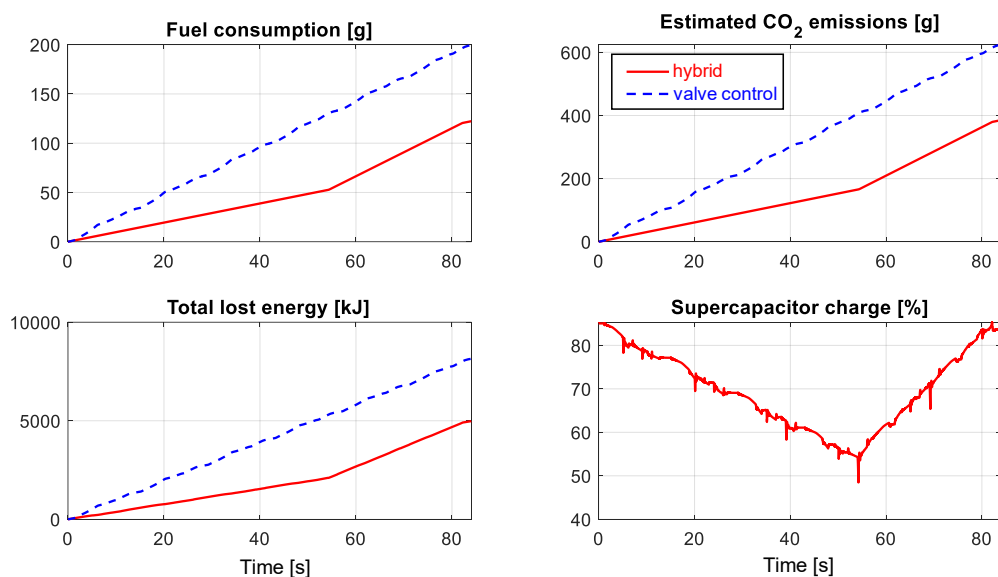 Fuel consumption [g]
200
150
100
50
0
0 20 40 60 80
Estimated CO₂ emissions [g]
600
400
200
0
hybrid
valve control
0 20 40 60 80
Total lost energy [kJ]
10000
5000
0
0 20 40 60 80
Time [s]
Supercapacitor charge [%]
80
70
60
50
40
0 20 40 60 80
Time [s]